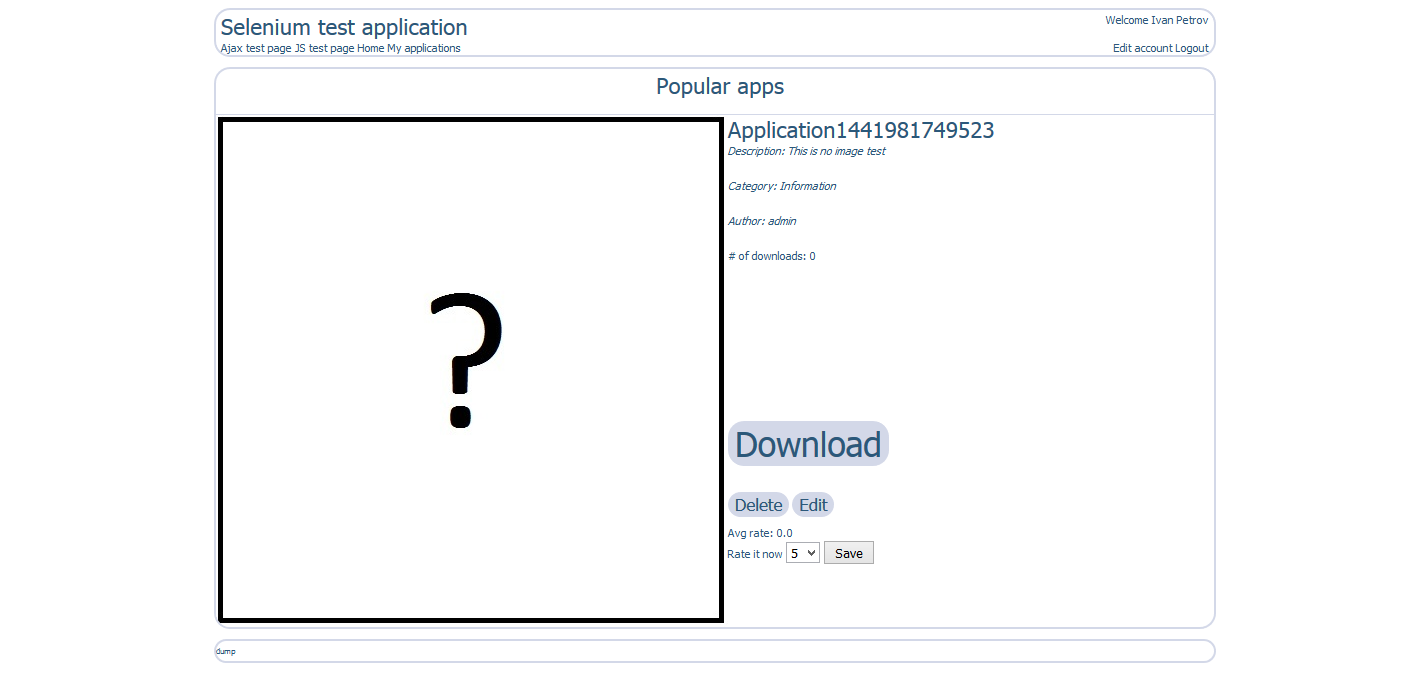 Selenium test application
Welcome Ivan Petrov
Ajax test page JS test page Home My applications
Edit account Logout
Popular apps
?
Application1441981749523
Description: This is no image test
Category: Information
Author: admin
# of downloads: 0
Download
Delete Edit
Avg rate: 0.0
Rate it now 5 Save
dump